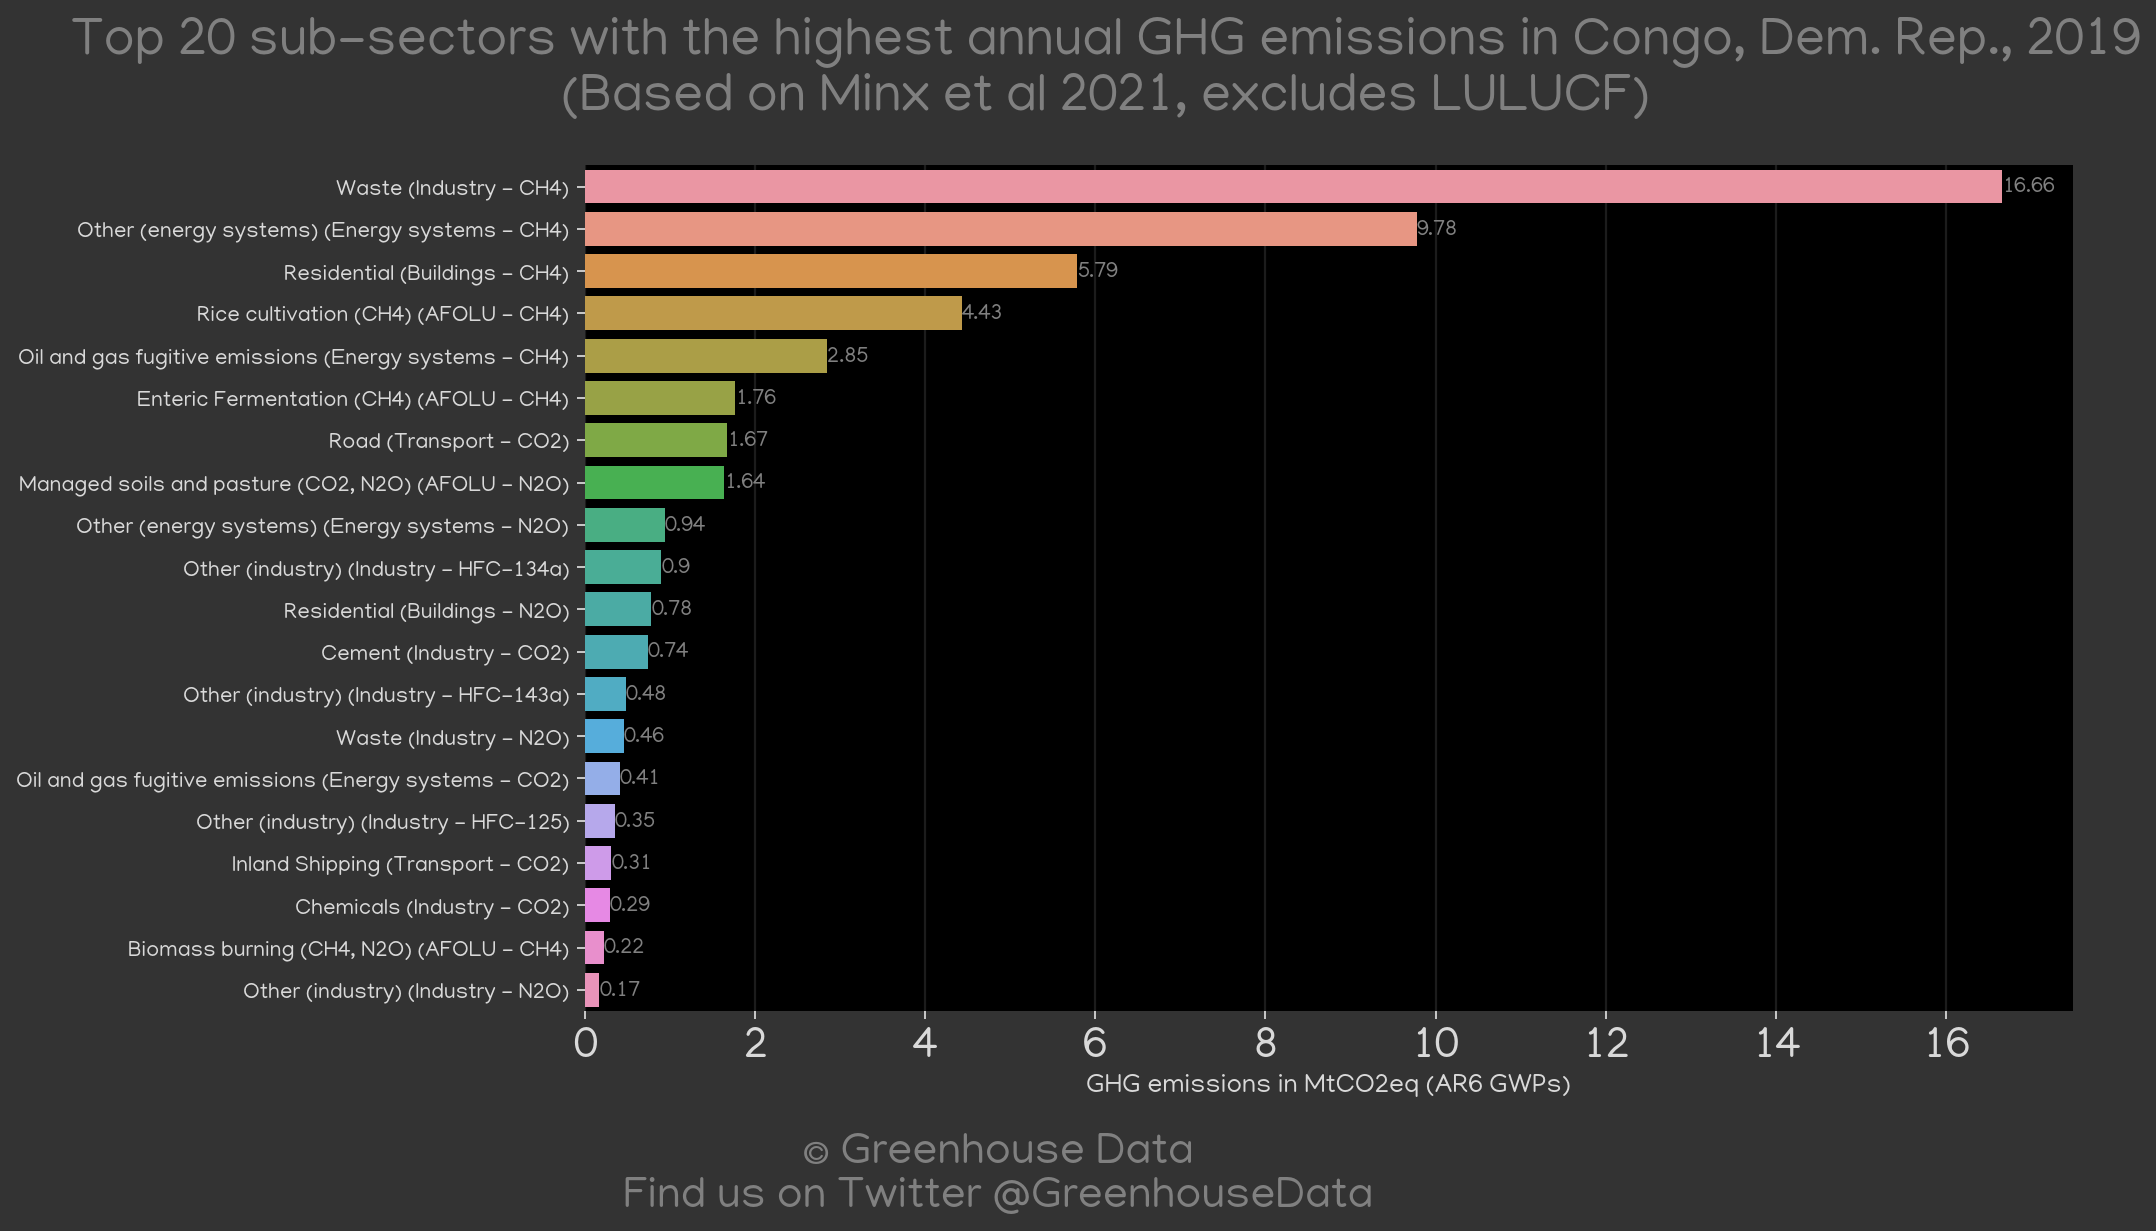 Top 20 sub-sectors with the highest annual GHG emissions in Congo, Dem. Rep., 2019
(Based on Minx et al 2021, excludes LULUCF)
Waste (Industry - CH4) 16.66
Other (energy systems) (Energy systems - CH4) 9.78
Residential (Buildings - CH4) 5.79
Rice cultivation (CH4) (AFOLU - CH4) 4.43
Oil and gas fugitive emissions (Energy systems - CH4) 2.85
Enteric Fermentation (CH4) (AFOLU - CH4) 1.76
Road (Transport - CO2) 1.67
Managed soils and pasture (CO2, N2O) (AFOLU - N2O) 1.64
Other (energy systems) (Energy systems - N2O) 0.94
Other (industry) (Industry - HFC-134a) 0.9
Residential (Buildings - N2O) 0.78
Cement (Industry - CO2) 0.74
Other (industry) (Industry - HFC-143a) 0.48
Waste (Industry - N2O) 0.46
Oil and gas fugitive emissions (Energy systems - CO2) 0.41
Other (industry) (Industry - HFC-125) 0.35
Inland Shipping (Transport - CO2) 0.31
Chemicals (Industry - CO2) 0.29
Biomass burning (CH4, N2O) (AFOLU - CH4) 0.22
Other (industry) (Industry - N2O) 0.17
0 2 4 6 8 10 12 14 16
GHG emissions in MtCO2eq (AR6 GWPs)
© Greenhouse Data
Find us on Twitter @GreenhouseData